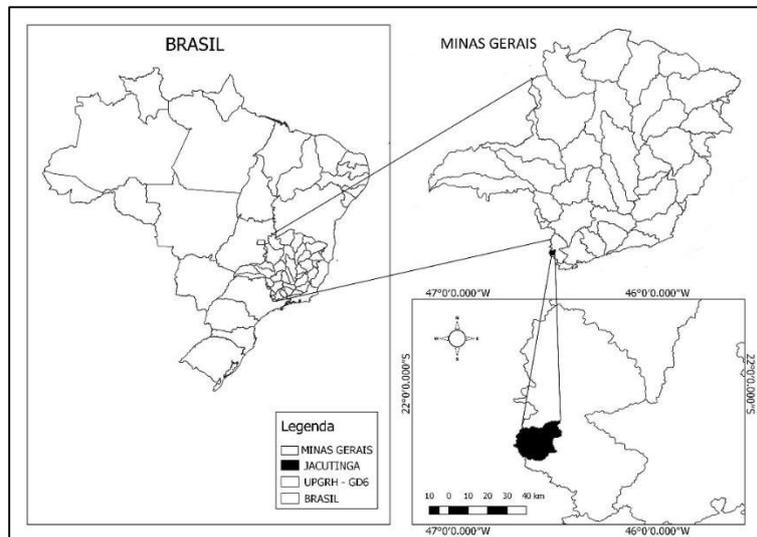 BRASIL
MINAS GERAIS
47°0'0.000"W 46°0'0.000"W
22°0'0.000"S
22°0'0.000"S
N
W E
S
Legenda
MINAS GERAIS
JACUTINGA
UPGRH - GD6
BRASIL
10 0 10 20 30 40 km
47°0'0.000"W 46°0'0.000"W